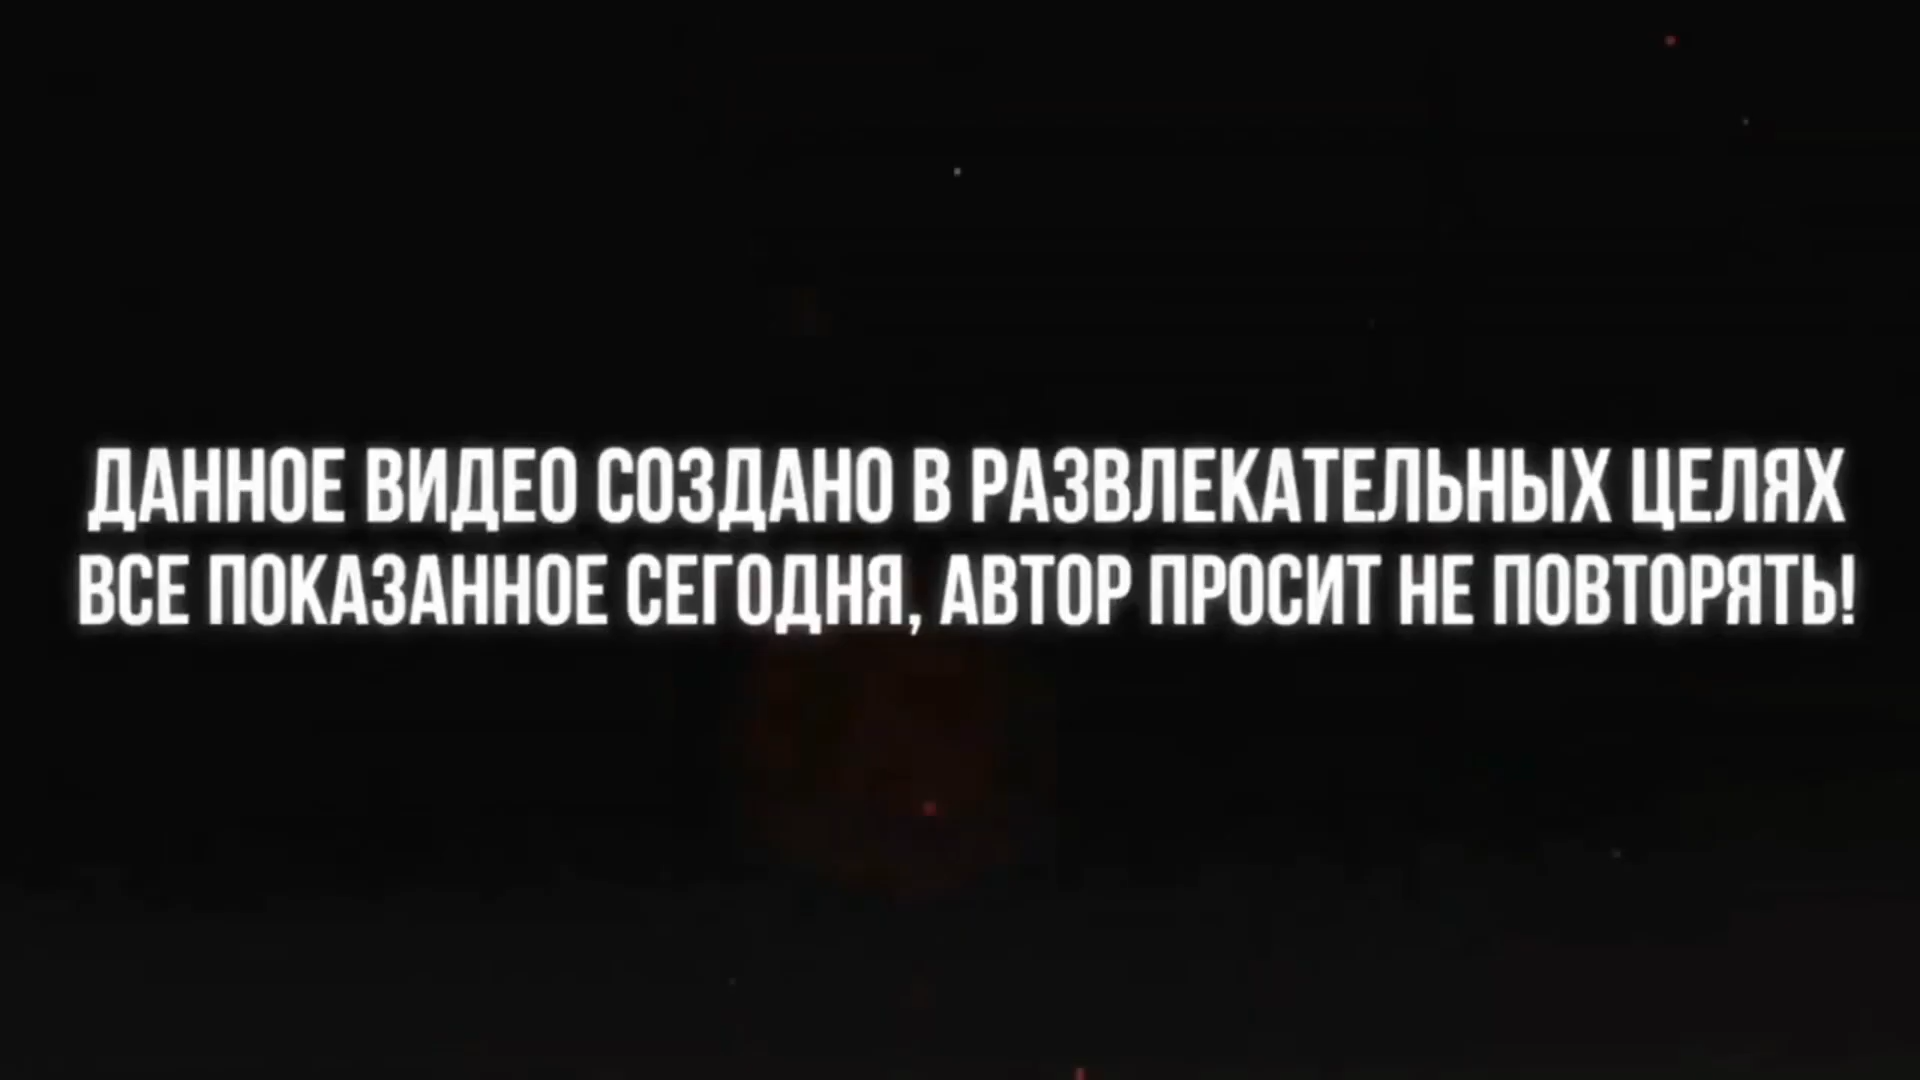 ДАННОЕ ВИДЕО СОЗДАНО В РАЗВЛЕКАТЕЛЬНЫХ ЦЕЛЯХ
ВСЕ ПОКАЗАННОЕ СЕГОДНЯ, АВТОР ПРОСИТ НЕ ПОВТОРЯТЬ!